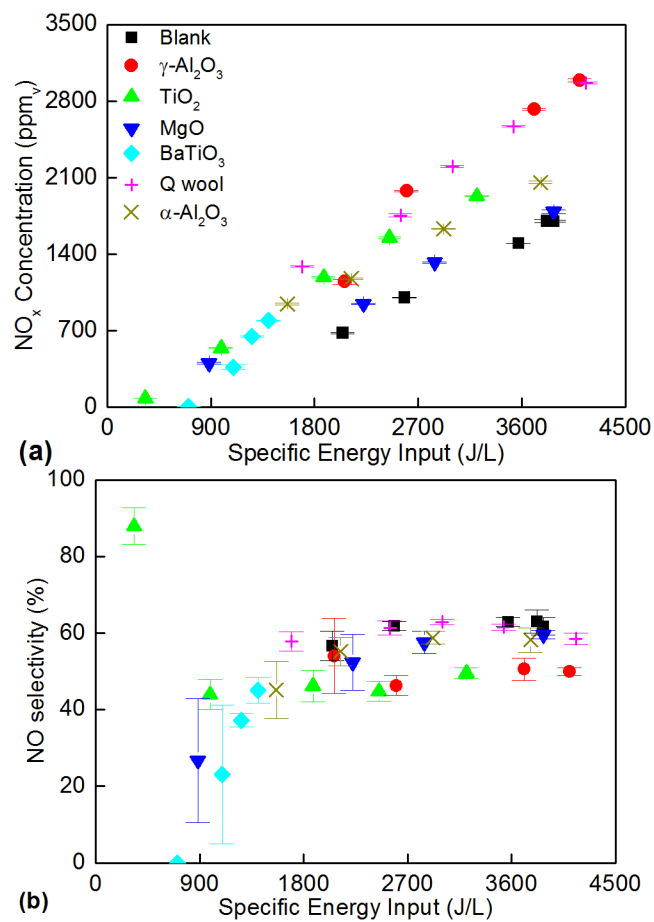 3500
2800
2100
1400
700
0
NOₓ Concentration (ppmᵥ)
Blank
γ-Al₂O₃
TiO₂
MgO
BaTiO₃
Q wool
α-Al₂O₃
0 900 1800 2700 3600 4500
Specific Energy Input (J/L)
(a)
100
80
60
40
20
0
NO selectivity (%)
0 900 1800 2700 3600 4500
Specific Energy Input (J/L)
(b)